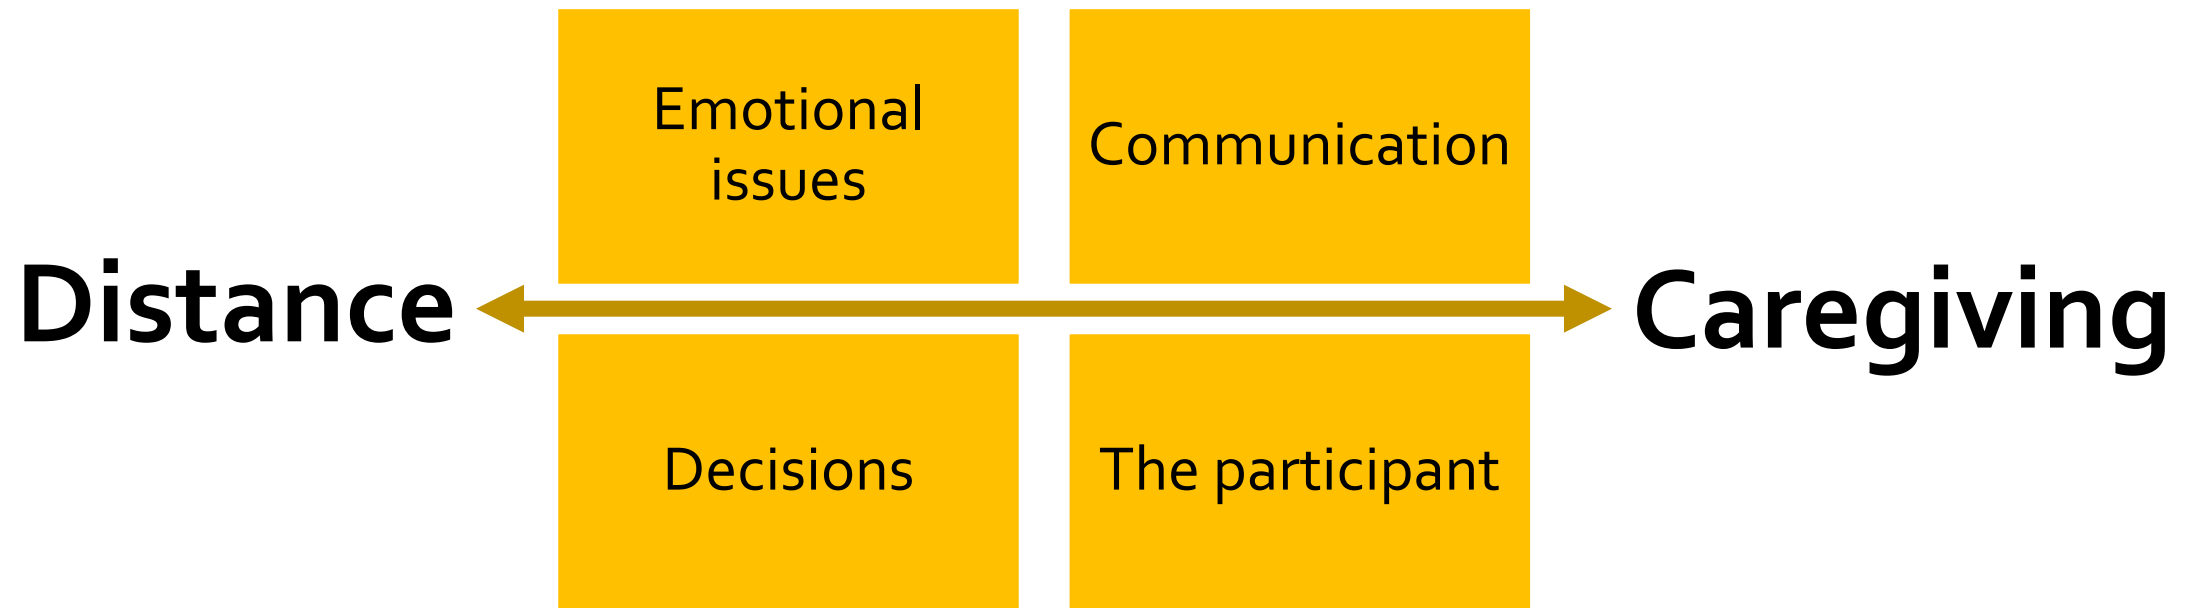 Emotional
issues
Communication
Distance
Caregiving
Decisions
The participant